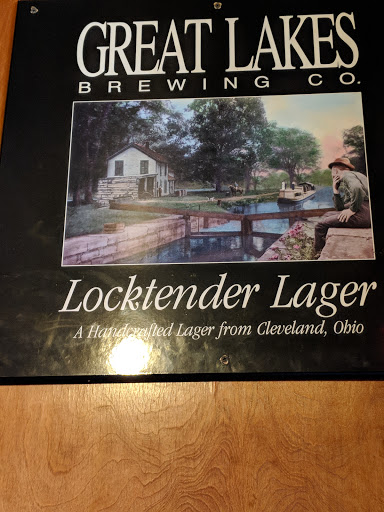 GREAT LAKES
BREWING CO.
Locktender Lager
A Handcrafted Lager from Cleveland, Ohio